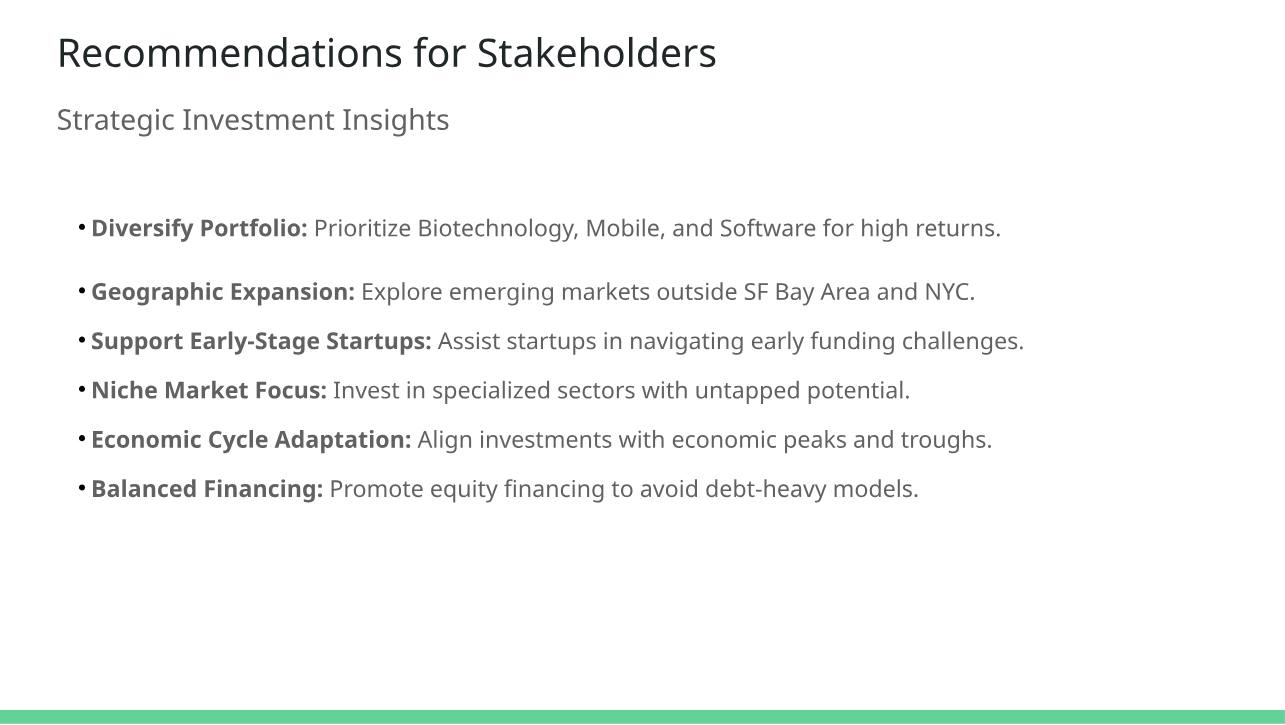 Recommendations for Stakeholders
Strategic Investment Insights
• Diversify Portfolio: Prioritize Biotechnology, Mobile, and Software for high returns.
• Geographic Expansion: Explore emerging markets outside SF Bay Area and NYC.
• Support Early-Stage Startups: Assist startups in navigating early funding challenges.
• Niche Market Focus: Invest in specialized sectors with untapped potential.
• Economic Cycle Adaptation: Align investments with economic peaks and troughs.
• Balanced Financing: Promote equity financing to avoid debt-heavy models.